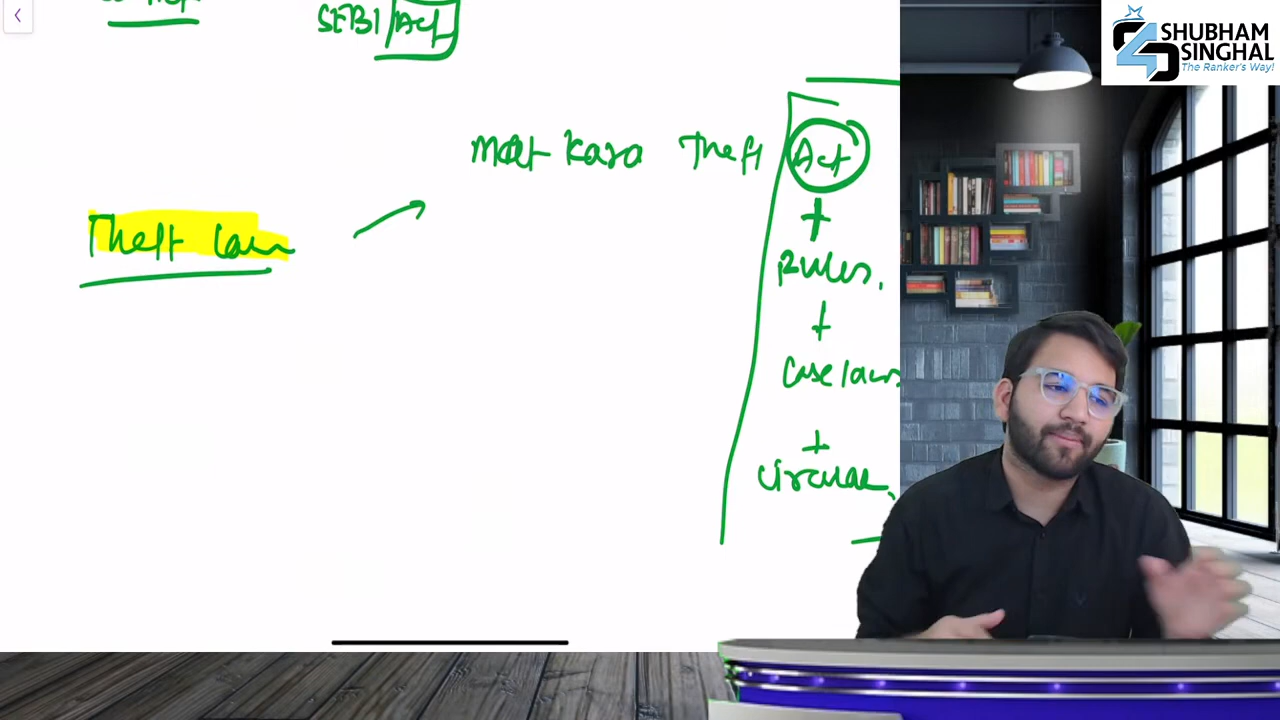 SEBI Act
Mat Karo Theft Act
+
Theft Law
Rules.
+
Case laws
+
Circular,
SHUBHAM
SINGHAL
The Ranker's Way!